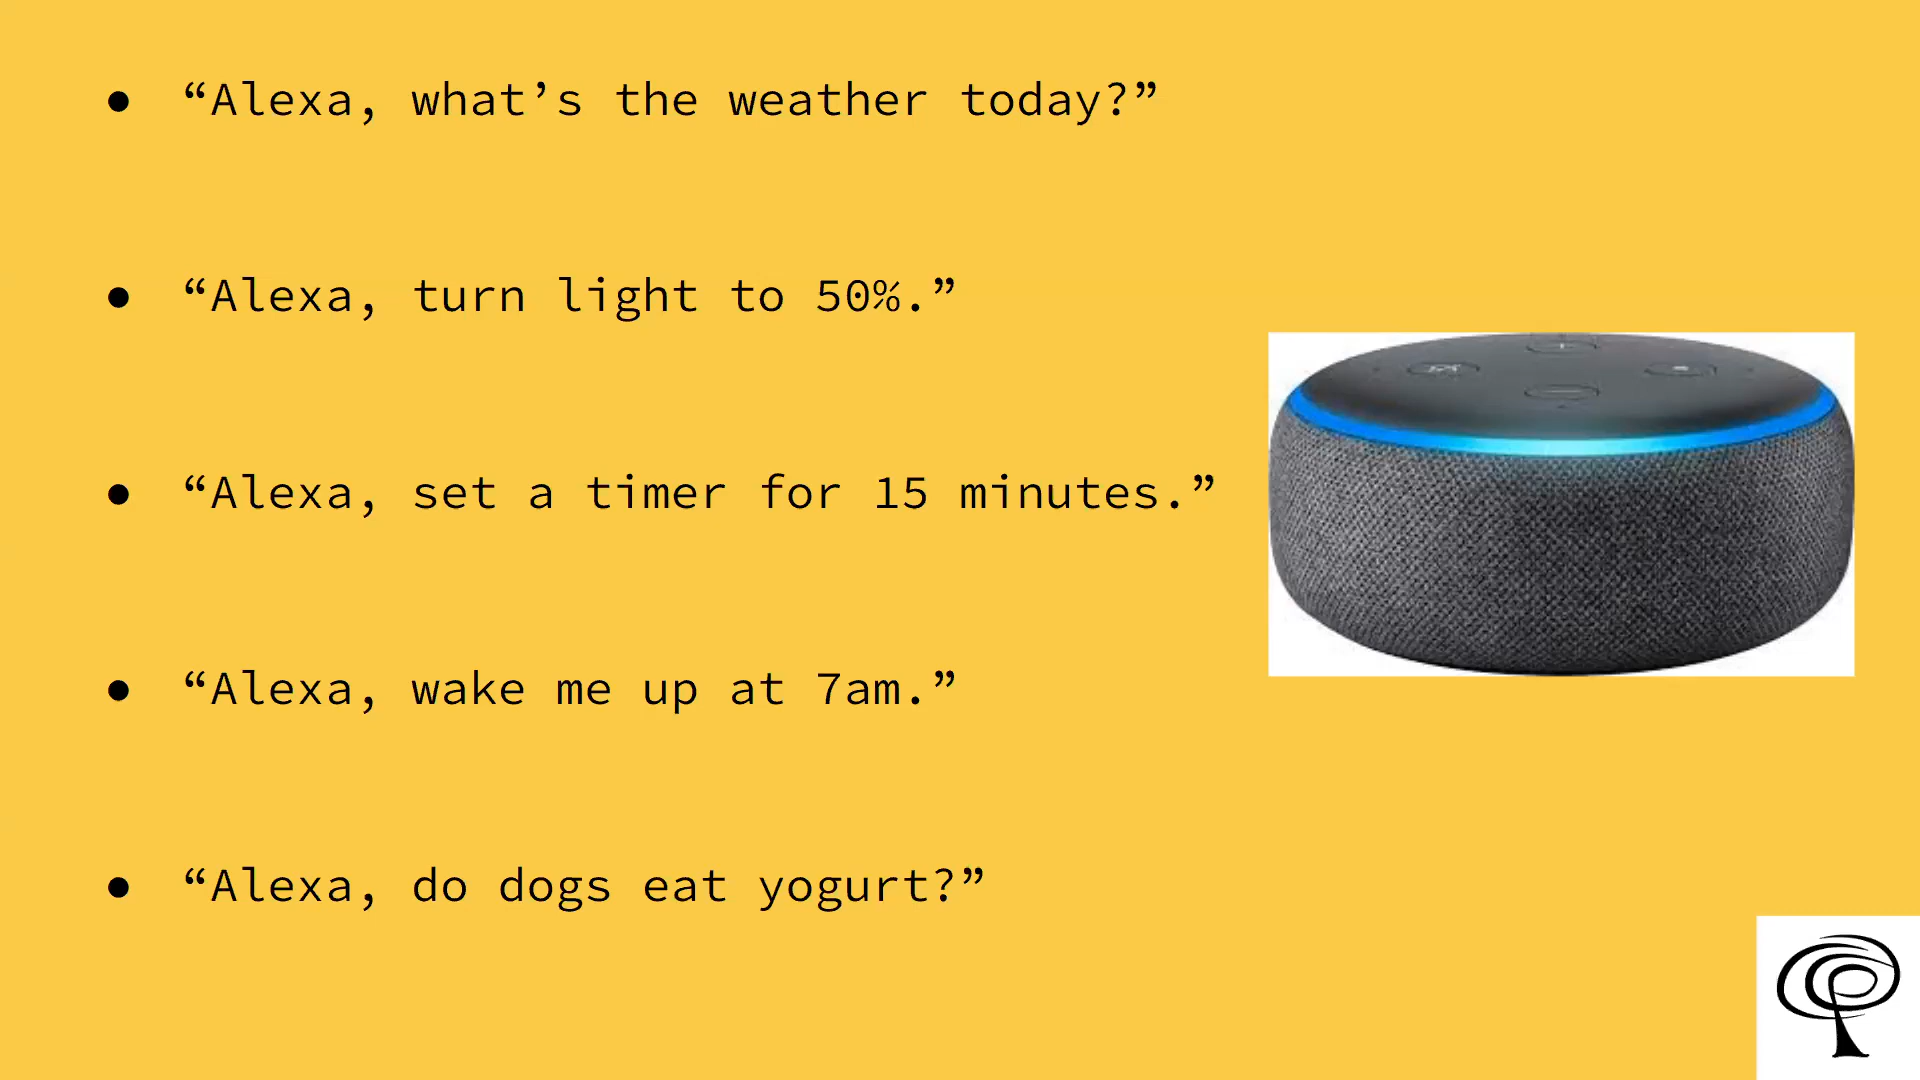 ● “Alexa, what’s the weather today?”
● “Alexa, turn light to 50%.”
● “Alexa, set a timer for 15 minutes.”
● “Alexa, wake me up at 7am.”
● “Alexa, do dogs eat yogurt?”